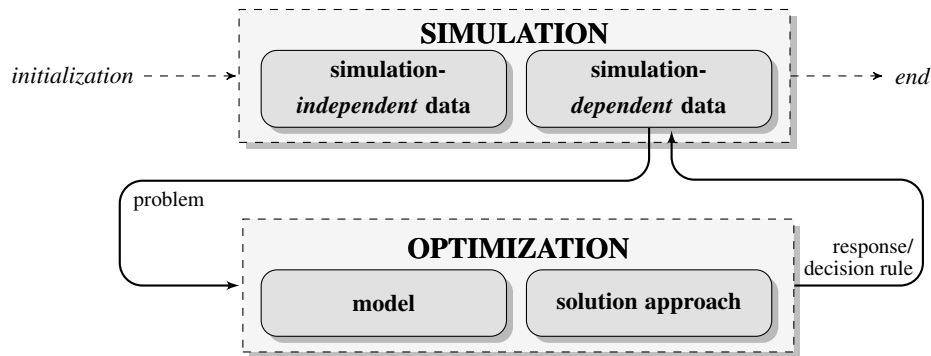 SIMULATION
initialization
simulation-
independent data
simulation-
dependent data
end
problem
OPTIMIZATION
model
solution approach
response/
decision rule